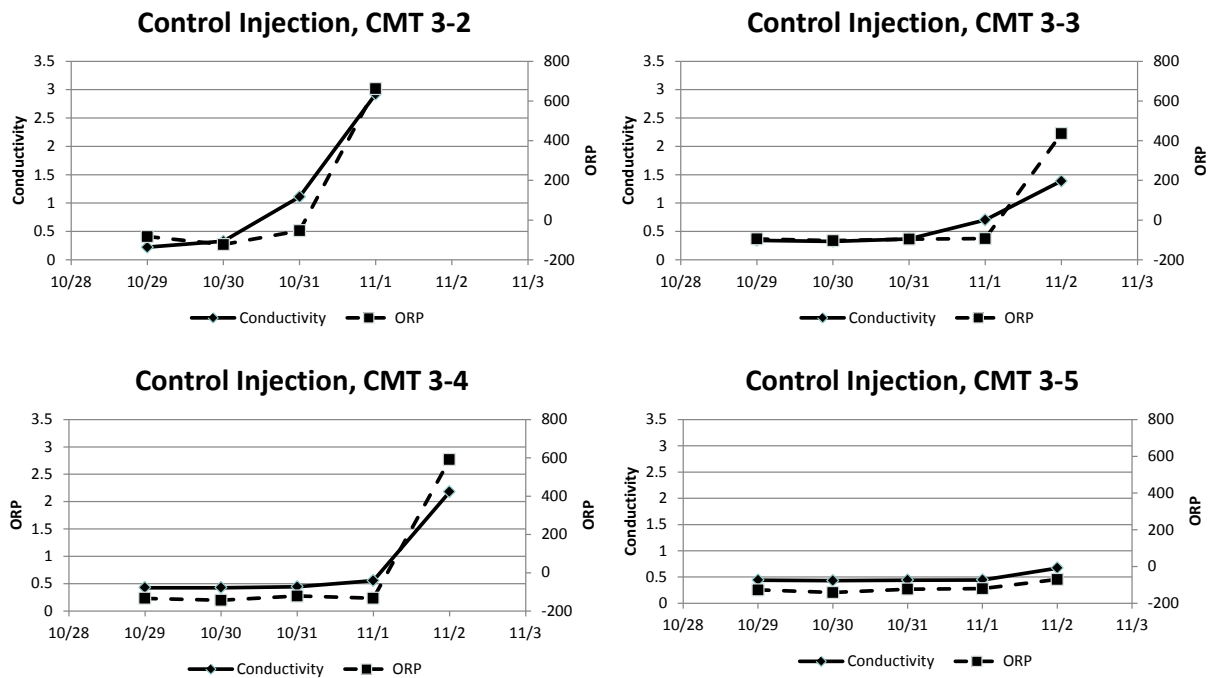 Control Injection, CMT 3-2
3.5
3
2.5
2
1.5
1
0.5
0
Conductivity
800
600
400
200
0
-200
ORP
10/28 10/29 10/30 10/31 11/1 11/2 11/3
Conductivity ORP
Control Injection, CMT 3-3
3.5
3
2.5
2
1.5
1
0.5
0
Conductivity
800
600
400
200
0
-200
ORP
10/28 10/29 10/30 10/31 11/1 11/2 11/3
Conductivity ORP
Control Injection, CMT 3-4
3.5
3
2.5
2
1.5
1
0.5
0
ORP
800
600
400
200
0
-200
ORP
10/28 10/29 10/30 10/31 11/1 11/2 11/3
Conductivity ORP
Control Injection, CMT 3-5
3.5
3
2.5
2
1.5
1
0.5
0
Conductivity
800
600
400
200
0
-200
ORP
10/28 10/29 10/30 10/31 11/1 11/2 11/3
Conductivity ORP